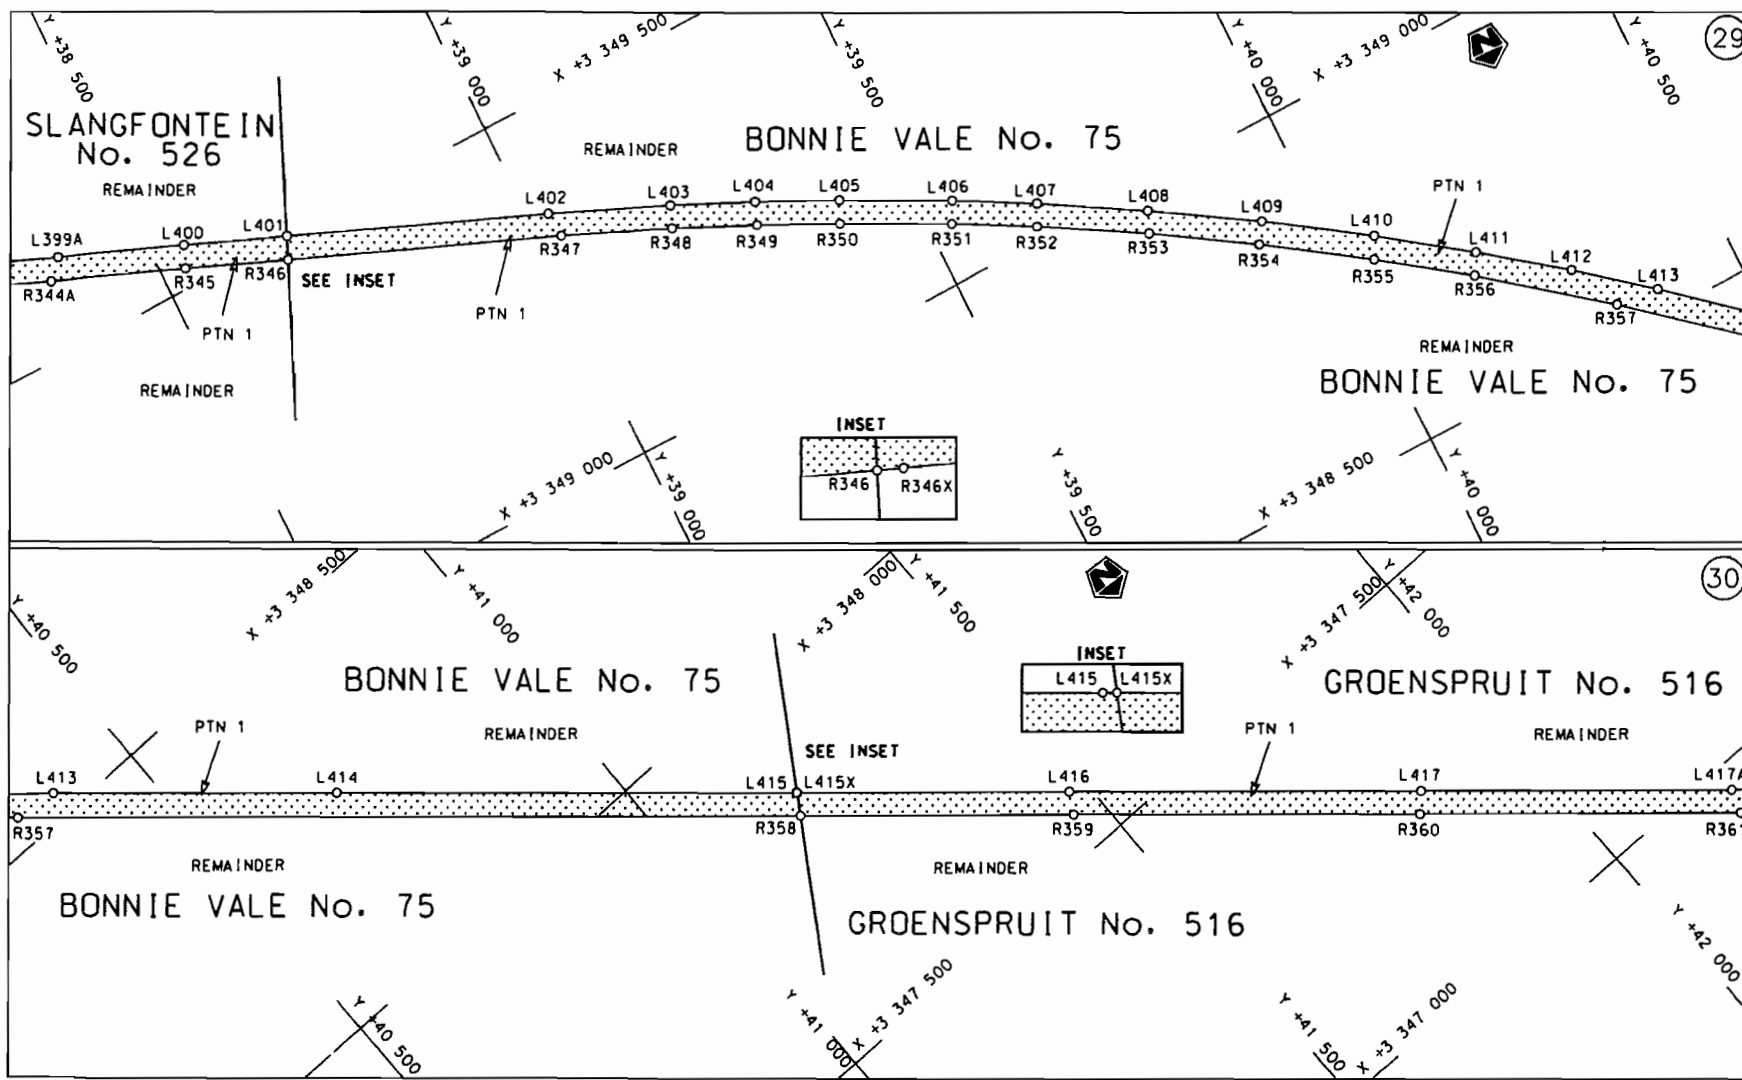 Y +38 500
Y +39 000
X +3 349 500
Y +39 500
Y +40 000
X +3 349 000
Y +40 500
N
29
SLANGFONTEIN
No. 526
REMAINDER
BONNIE VALE No. 75
REMAINDER
PTN 1
L399A
L400
L401
L402
L403
L404
L405
L406
L407
L408
L409
L410
L411
L412
L413
R344A
R345
R346
R347
R348
R349
R350
R351
R352
R353
R354
R355
R356
R357
SEE INSET
PTN 1
PTN 1
REMAINDER
REMAINDER
BONNIE VALE No. 75
INSET
R346
R346X
X +3 349 000
Y +39 000
Y +39 500
X +3 348 500
Y +40 000
Y +40 500
X +3 348 500
Y +41 000
X +3 348 000
Y +41 500
N
X +3 347 500
Y +42 000
30
BONNIE VALE No. 75
INSET
L415
L415X
GROENSPRUIT No. 516
PTN 1
REMAINDER
SEE INSET
PTN 1
REMAINDER
L413
L414
L415
L415X
L416
L417
L417A
R357
R358
R359
R360
R361
REMAINDER
BONNIE VALE No. 75
REMAINDER
GROENSPRUIT No. 516
Y +40 500
Y +41 000
X +3 347 500
Y +41 500
X +3 347 000
Y +42 000